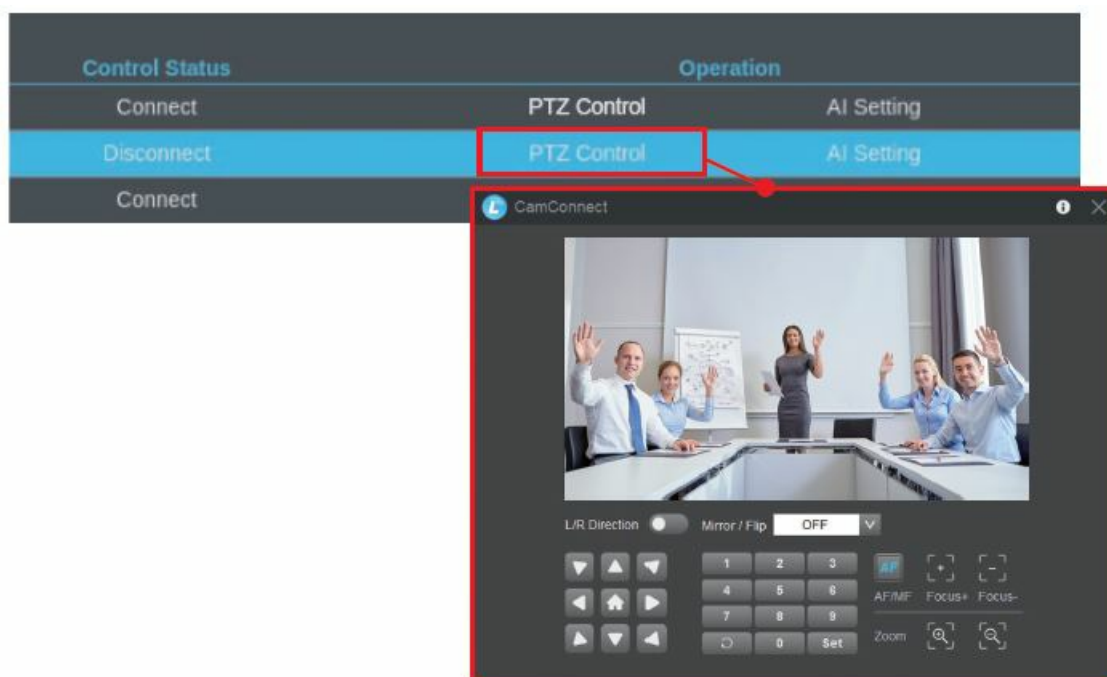 Control Status Operation
Connect PTZ Control AI Setting
Disconnect PTZ Control AI Setting
Connect
L CamConnect
L/R Direction Mirror / Flip OFF
1 2 3
AF
4 5 6
AF/MF Focus+ Focus-
7 8 9
Zoom
0 Set